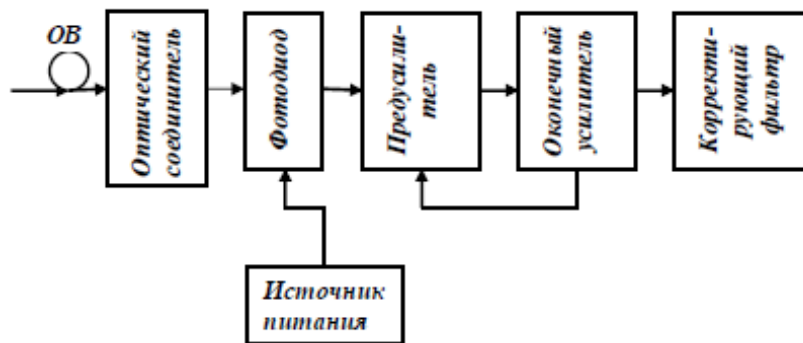 ОВ
Оптический
соединитель
Фотодиод
Предусили-
тель
Оконечный
усилитель
Корректи-
рующий
фильтр
Источник
питания